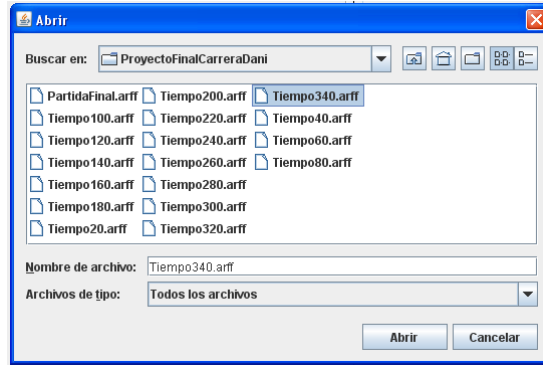 Abrir
Buscar en: ProyectoFinalCarreraDani
PartidaFinal.arff Tiempo200.arff Tiempo340.arff
Tiempo100.arff Tiempo220.arff Tiempo40.arff
Tiempo120.arff Tiempo240.arff Tiempo60.arff
Tiempo140.arff Tiempo260.arff Tiempo80.arff
Tiempo160.arff Tiempo280.arff
Tiempo180.arff Tiempo300.arff
Tiempo20.arff Tiempo320.arff
Nombre de archivo: Tiempo340.arff
Archivos de tipo: Todos los archivos
Abrir Cancelar